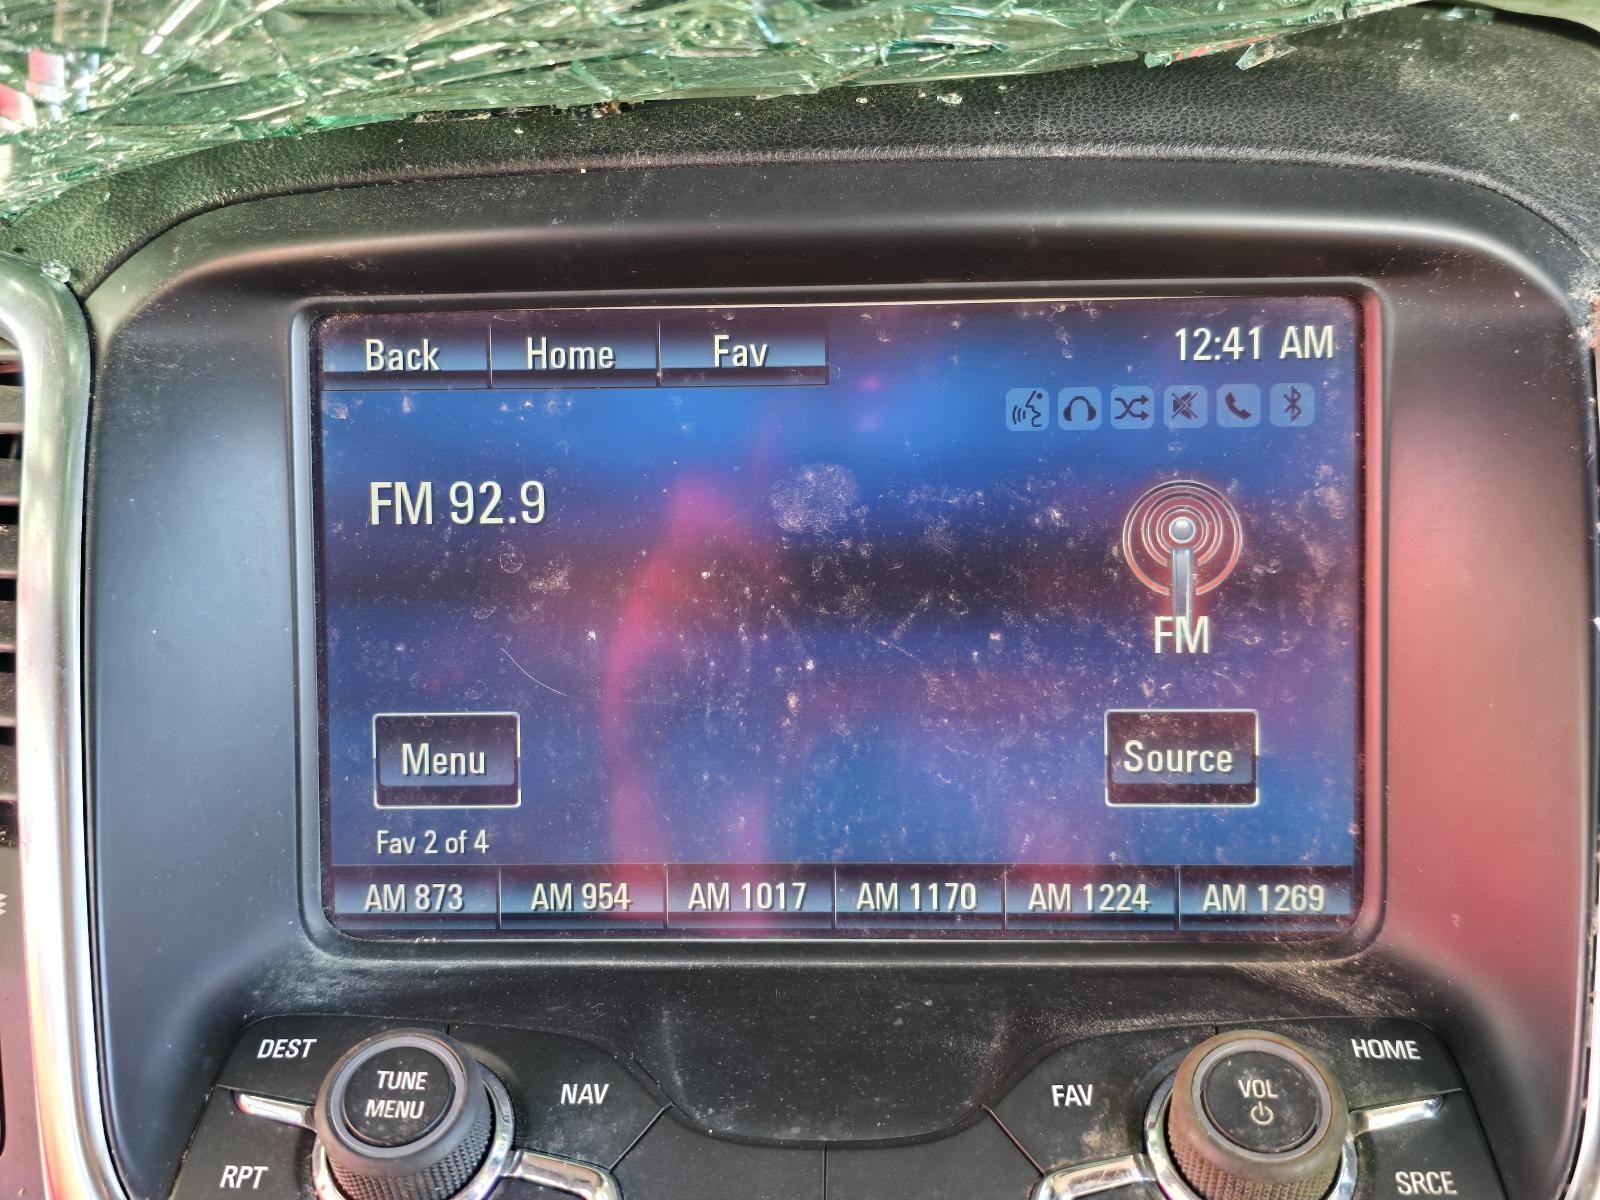 Back Home Fav 12:41 AM
FM 92.9
FM
Menu Source
Fav 2 of 4
AM 873 AM 954 AM 1017 AM 1170 AM 1224 AM 1269
DEST HOME
TUNE
MENU
NAV FAV
VOL
RPT SRCE